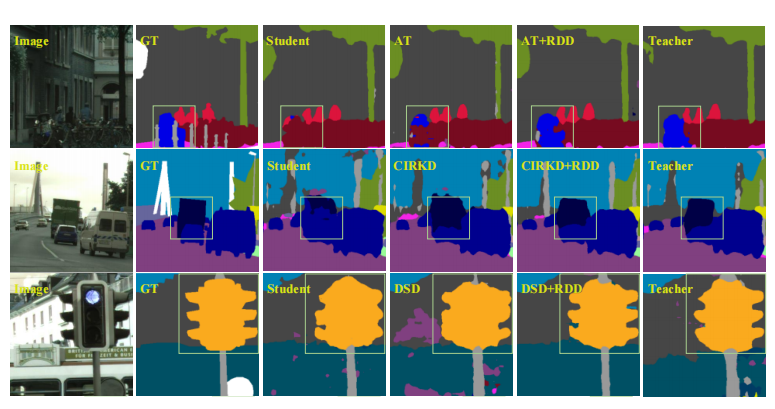 Image GT Student AT AT+RDD Teacher
Image GT Student CIRKD CIRKD+RDD Teacher
Image GT Student DSD DSD+RDD Teacher